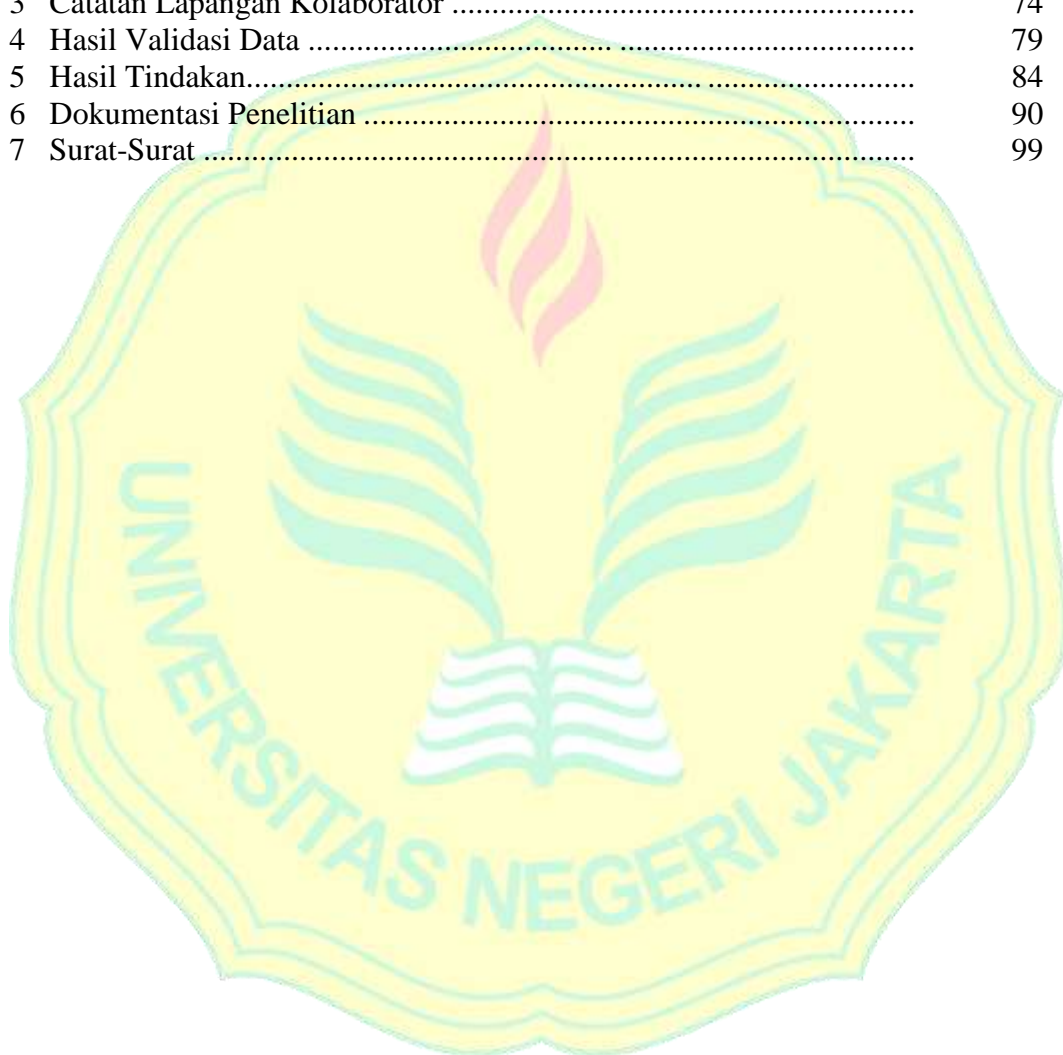 3 Catatan Lapangan Kolaborator ......................................................... 74
4 Hasil Validasi Data ...................................... ..................................... 79
5 Hasil Tindakan............................................................ .......................... 84
6 Dokumentasi Penelitian ..................................................................... 90
7 Surat-Surat ......................................................................................... 99
UNIVERSITAS NEGERI JAKARTA